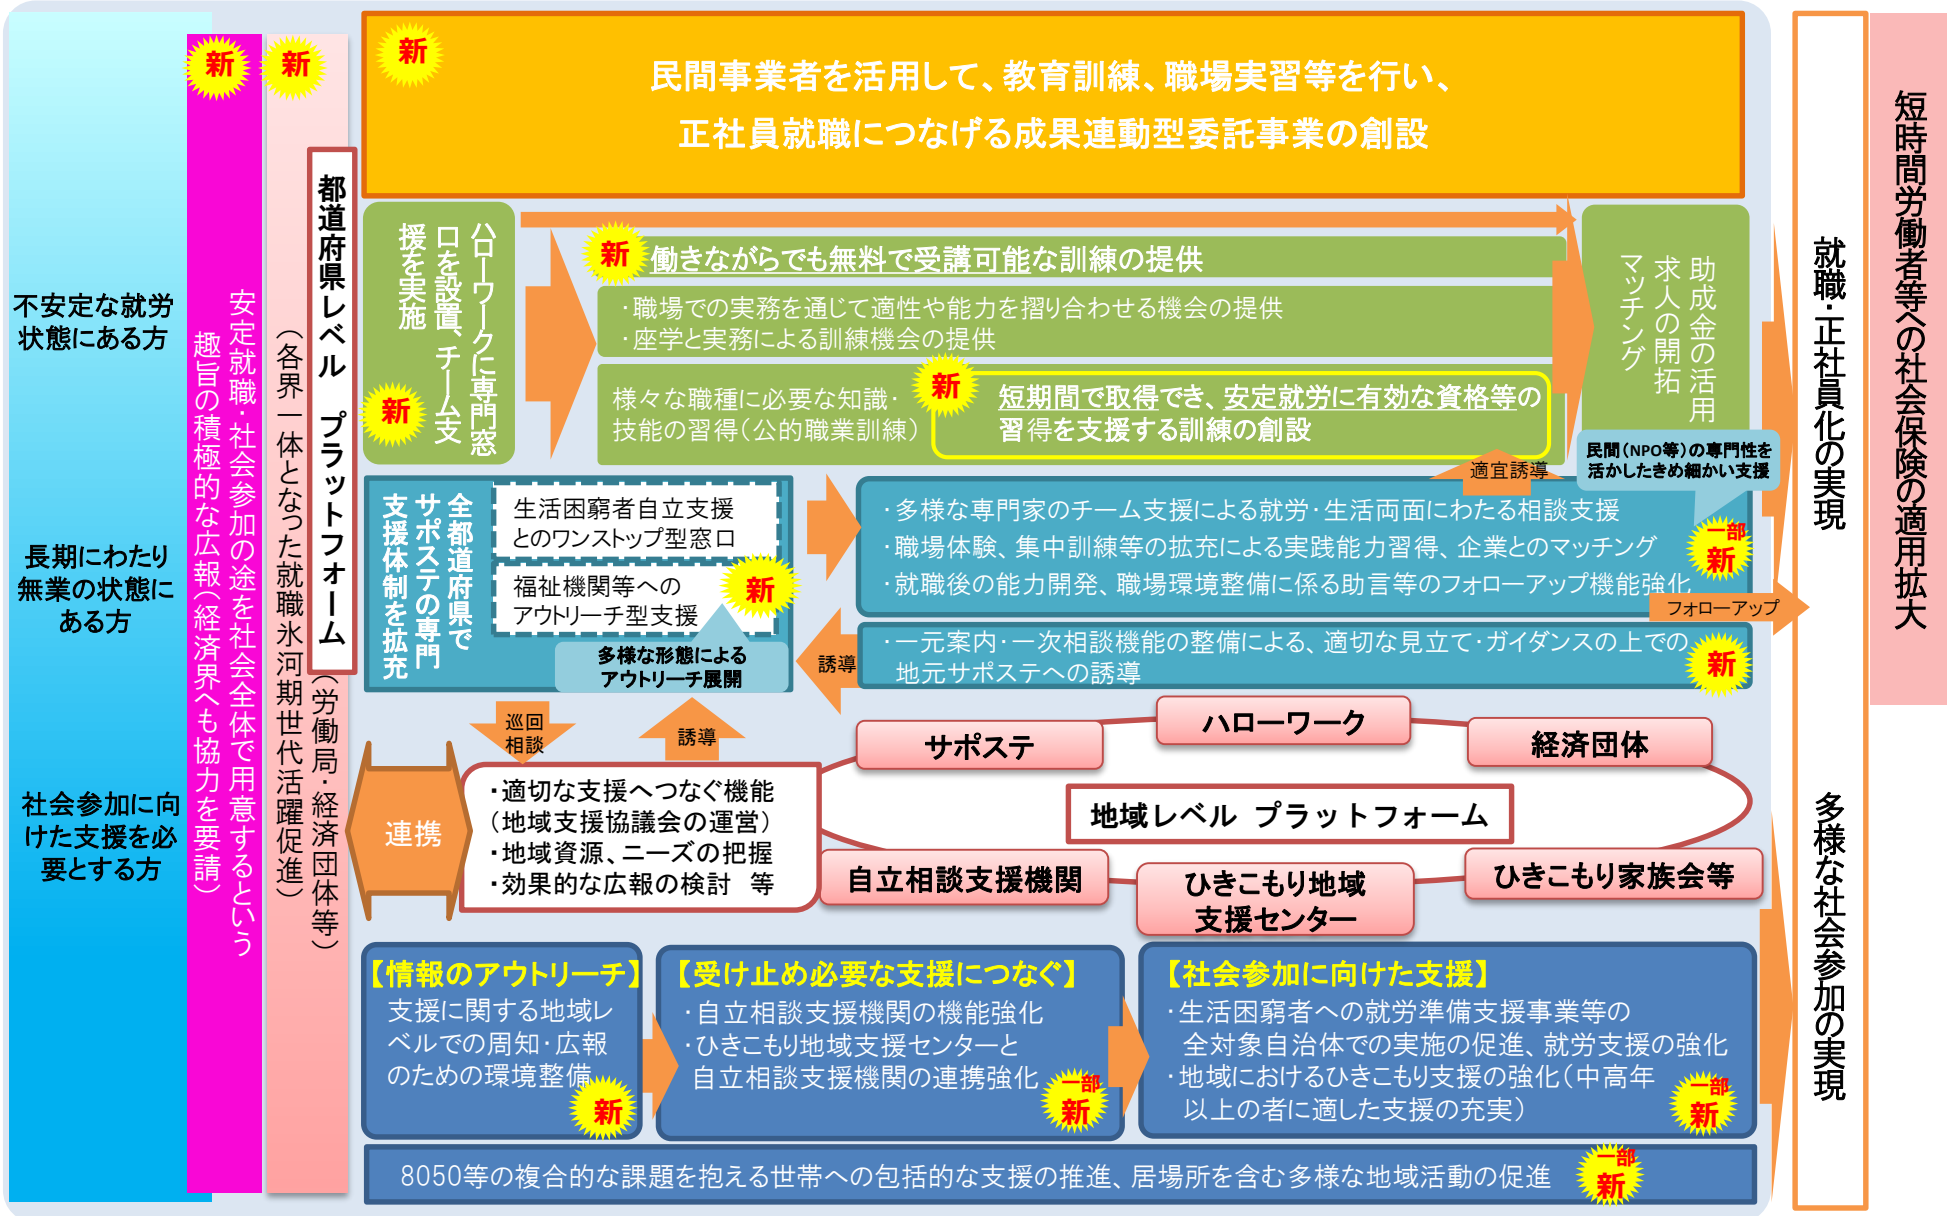 不安定な就労
状態にある方
長期にわたり
無業の状態に
ある方
社会参加に向
けた支援を必
要とする方
新
安定就職・社会参加の途を社会全体で用意するという
趣旨の積極的な広報(経済界へも協力を要請)
新
都道府県レベル　プラットフォーム
(労働局・経済団体等)
(各界一体となった就職氷河期世代活躍促進)
新
民間事業者を活用して、教育訓練、職場実習等を行い、
正社員就職につなげる成果連動型委託事業の創設
ハローワークに専門窓
口を設置、チーム支
援を実施
新
新
働きながらでも無料で受講可能な訓練の提供
・職場での実務を通じて適性や能力を摺り合わせる機会の提供
・座学と実務による訓練機会の提供
様々な職種に必要な知識・
技能の習得(公的職業訓練)
新
短期間で取得でき、安定就労に有効な資格等の
習得を支援する訓練の創設
助成金の活用
求人の開拓
マッチング
民間(NPO等)の専門性を
活かしたきめ細かい支援
適宜誘導
全都道府県で
サポステの専門
支援体制を拡充
生活困窮者自立支援
とのワンストップ型窓口
福祉機関等への
アウトリーチ型支援
新
多様な形態による
アウトリーチ展開
・多様な専門家のチーム支援による就労・生活両面にわたる相談支援
・職場体験、集中訓練等の拡充による実践能力習得、企業とのマッチング
・就職後の能力開発、職場環境整備に係る助言等のフォローアップ機能強化
一部
新
フォローアップ
誘導
・一元案内・一次相談機能の整備による、適切な見立て・ガイダンスの上での
地元サポステへの誘導
新
巡回
相談
誘導
連携
・適切な支援へつなぐ機能
(地域支援協議会の運営)
・地域資源、ニーズの把握
・効果的な広報の検討　等
サポステ
ハローワーク
経済団体
地域レベル プラットフォーム
自立相談支援機関
ひきこもり地域
支援センター
ひきこもり家族会等
【情報のアウトリーチ】
支援に関する地域レ
ベルでの周知・広報
のための環境整備
新
【受け止め必要な支援につなぐ】
・自立相談支援機関の機能強化
・ひきこもり地域支援センターと
自立相談支援機関の連携強化
一部
新
【社会参加に向けた支援】
・生活困窮者への就労準備支援事業等の
全対象自治体での実施の促進、就労支援の強化
・地域におけるひきこもり支援の強化(中高年
以上の者に適した支援の充実)
一部
新
8050等の複合的な課題を抱える世帯への包括的な支援の推進、居場所を含む多様な地域活動の促進
一部
新
就職・正社員化の実現
多様な社会参加の実現
短時間労働者等への社会保険の適用拡大